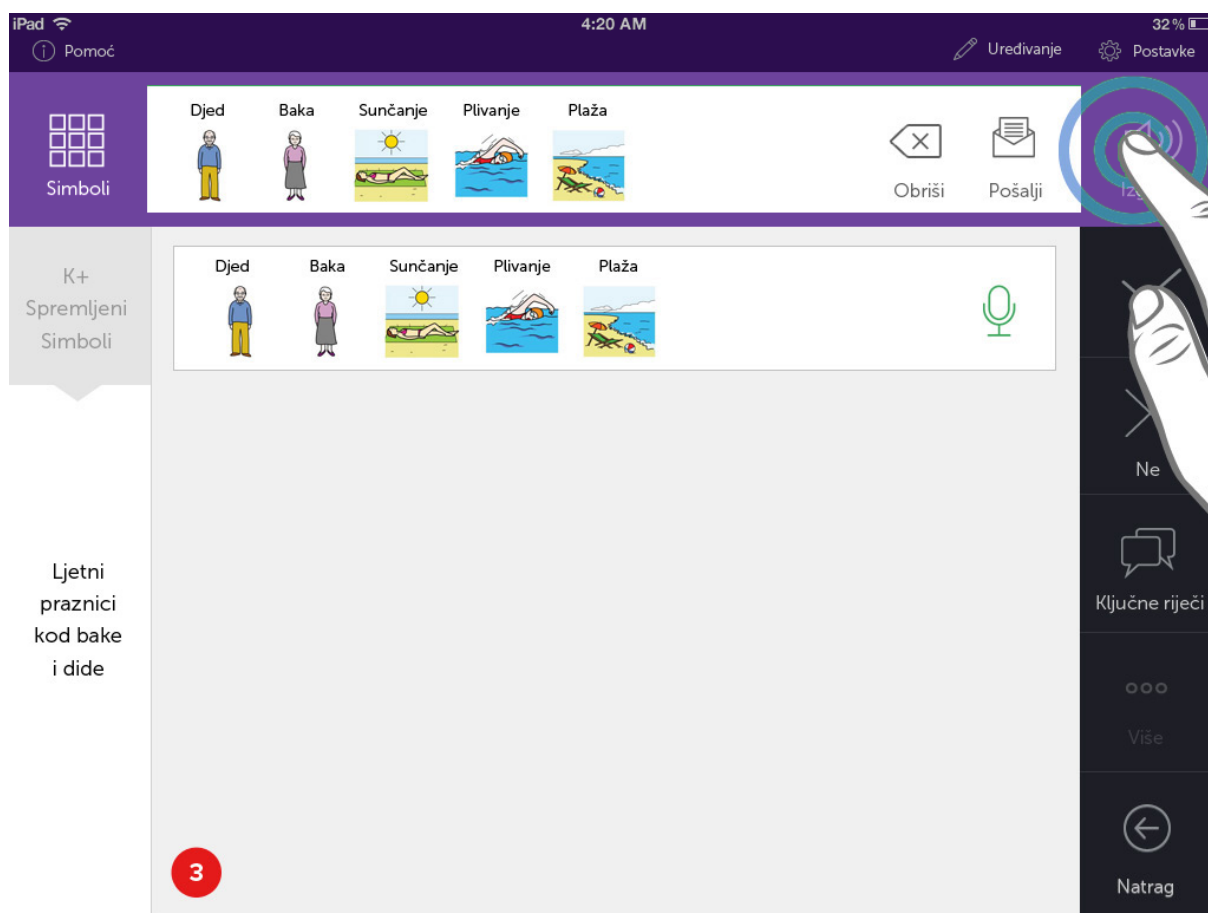 iPad 4:20 AM 32 %
Pomoć Uredivanje Postavke
Djed Baka Sunčanje Plivanje Plaža
Simboli Obriši Pošalji
Djed Baka Sunčanje Plivanje Plaža
K+
Spremljeni
Simboli
Ne
Ljetni
praznici
kod bake
i dide
Ključne riječi
Više
3
Natrag